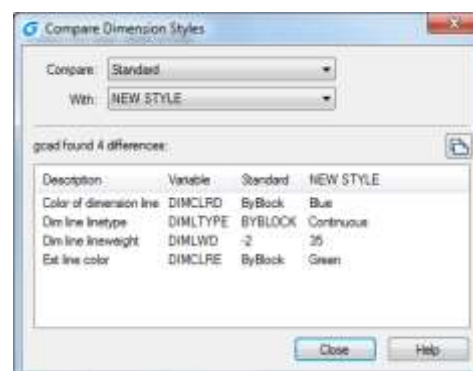 Compare Dimension Styles
Compare: Standard
With: NEW STYLE
gcad found 4 differences:
Description Variable Standard NEW STYLE
Color of dimension line DIMCLRD ByBlock Blue
Dim line linetype DIMLTYPE BYBLOCK Continuous
Dim line lineweight DIMLWD -2 35
Ext line color DIMCLRE ByBlock Green
Close Help